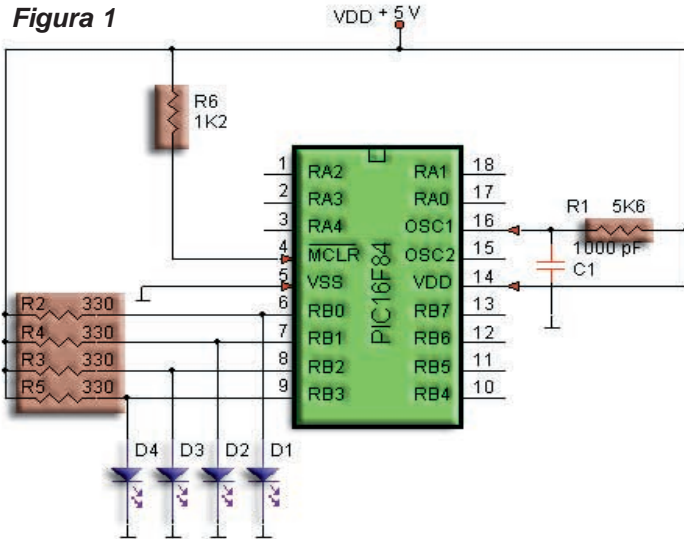 Figura 1
VDD + 5 V
R6
1K2
1 RA2 RA1 18
2 RA3 RA0 17
3 RA4 OSC1 16
4 MCLR OSC2 15
5 VSS VDD 14
6 RB0 RB7 13
7 RB1 RB6 12
8 RB2 RB5 11
9 RB3 RB4 10
PIC16F84
R1 5K6
1000 pF
C1
R2 330
R4 330
R3 330
R5 330
D4 D3 D2 D1